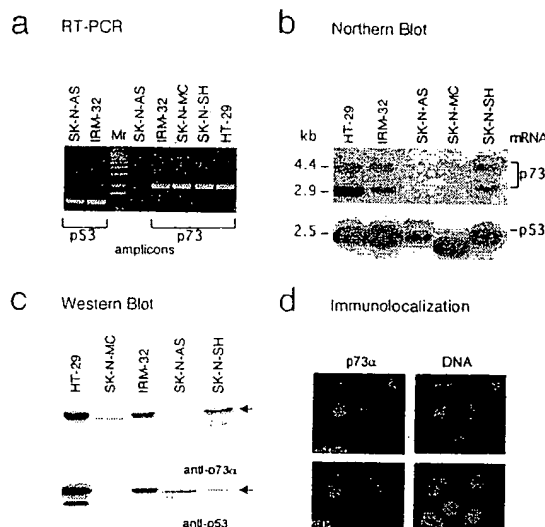 a RT-PCR
SK-N-AS
IRM-32
Mr
SK-N-AS
IRM-32
SK-N-MC
SK-N-SH
HT-29
p53
p73
amplicons
b Northern Blot
HT-29
IRM-32
SK-N-AS
SK-N-MC
SK-N-SH
kb
mRNA
4.4
2.9
p73
2.5
p53
c Western Blot
HT-29
SK-N-MC
IRM-32
SK-N-AS
SK-N-SH
anti-p73α
anti-p53
d Immunolocalization
p73α
DNA